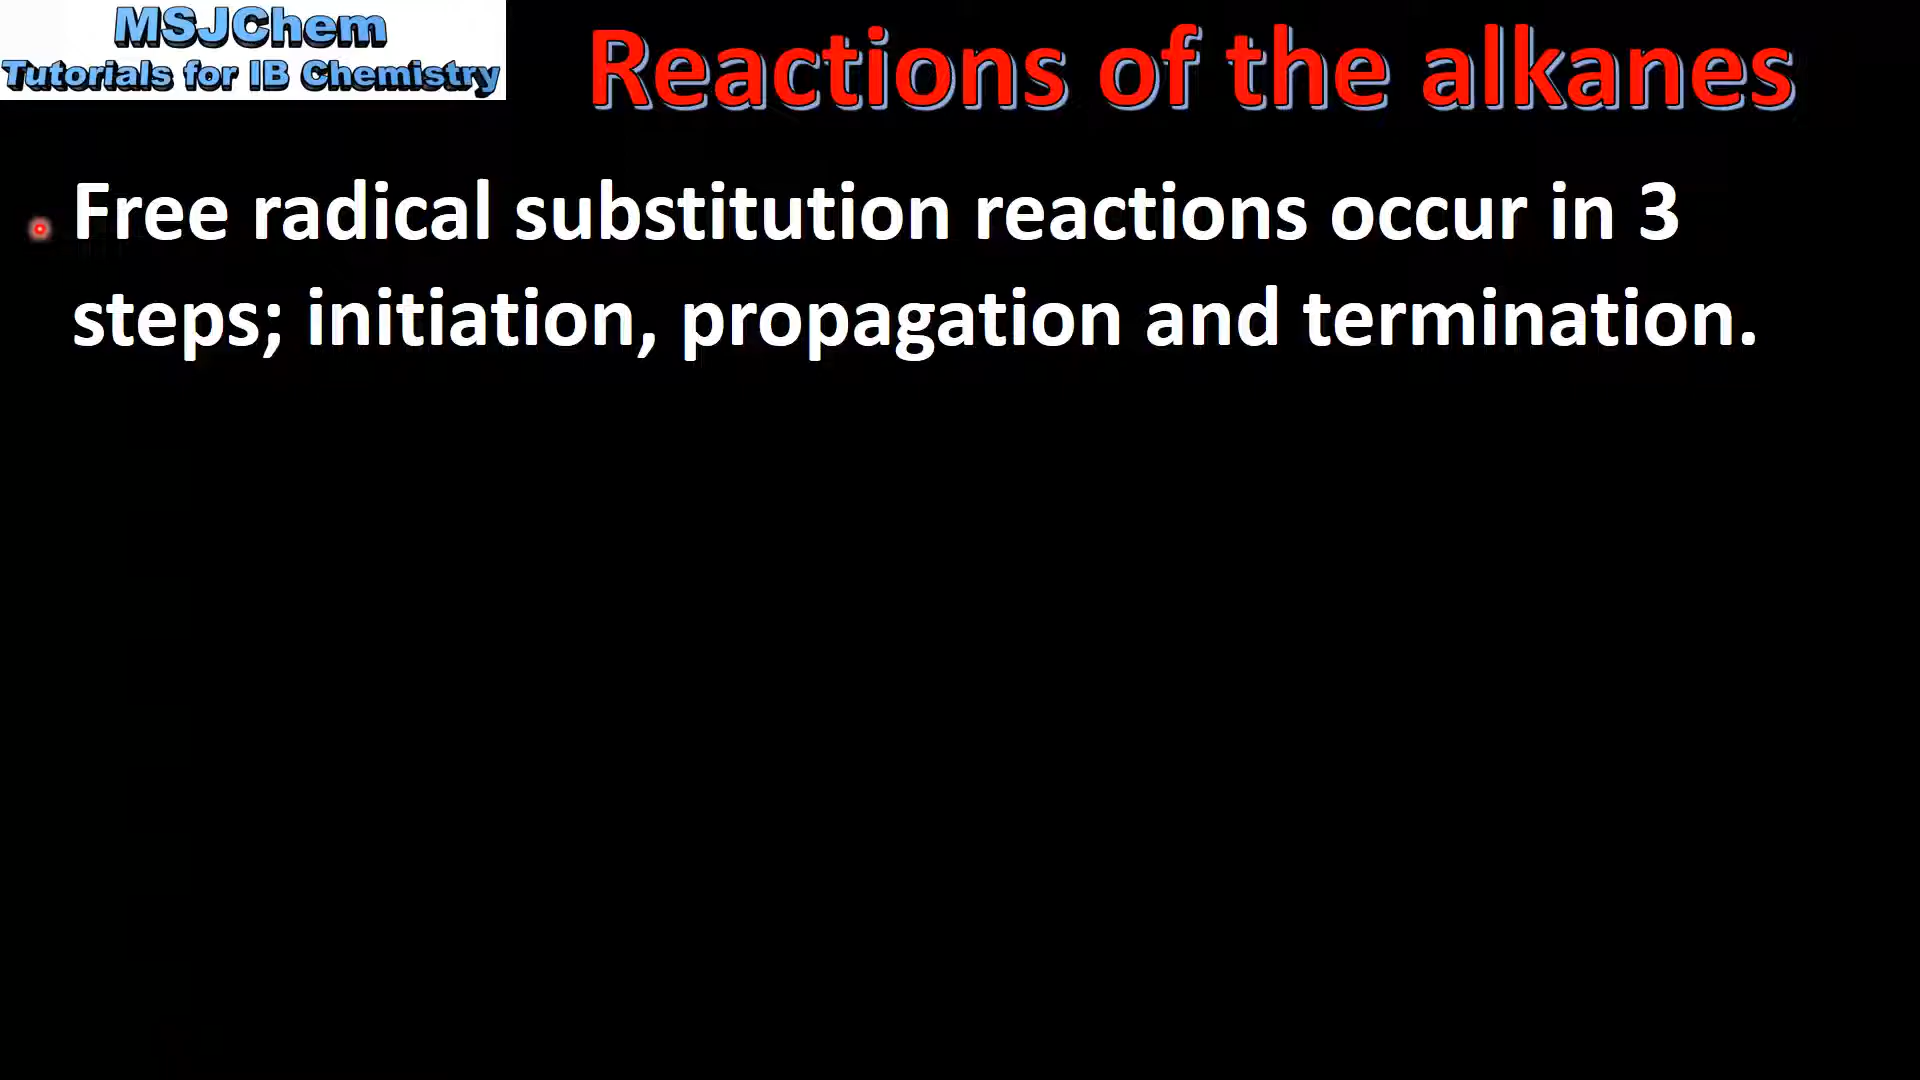 MSJChem
Tutorials for IB Chemistry
Reactions of the alkanes
Free radical substitution reactions occur in 3
steps; initiation, propagation and termination.